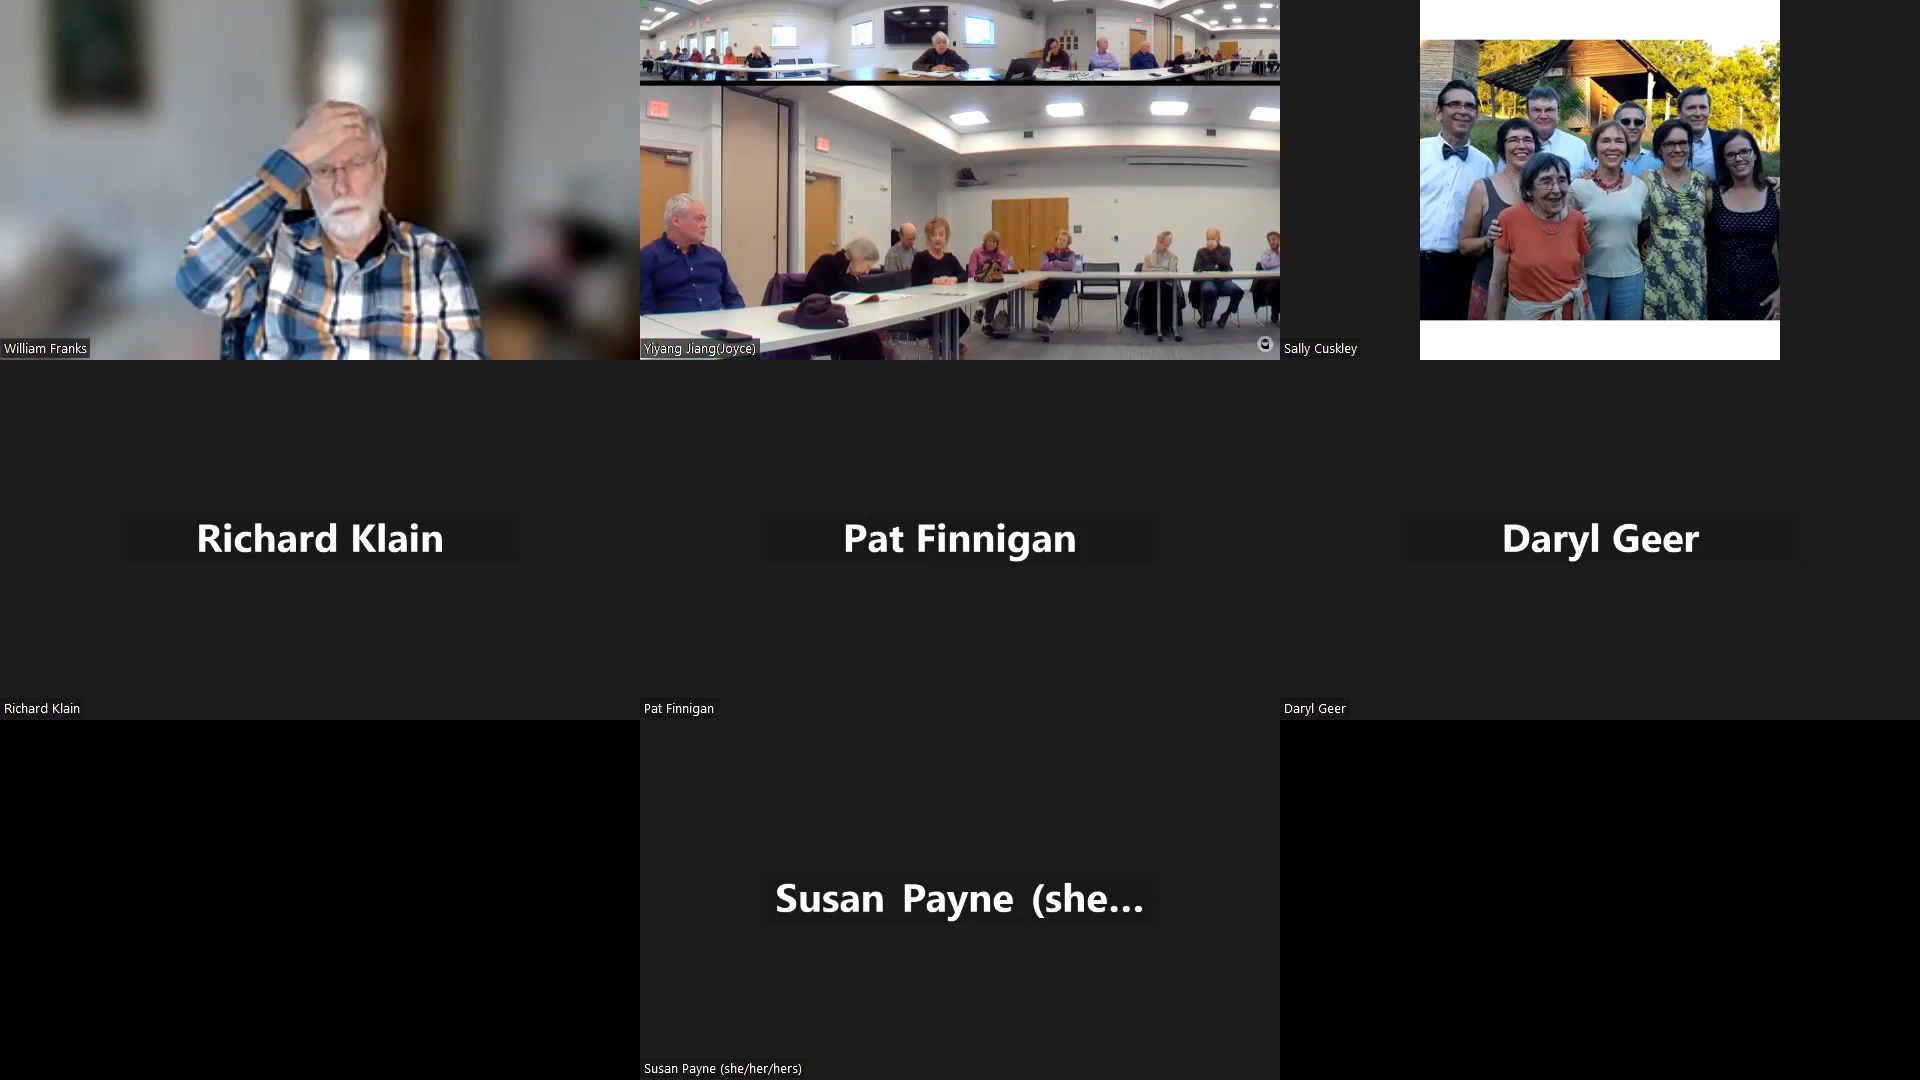 William Franks
Yiyang Jiang(Joyce)
Sally Cuskley
Richard Klain
Pat Finnigan
Daryl Geer
Richard Klain
Pat Finnigan
Daryl Geer
Susan Payne (she...
Susan Payne (she/her/hers)